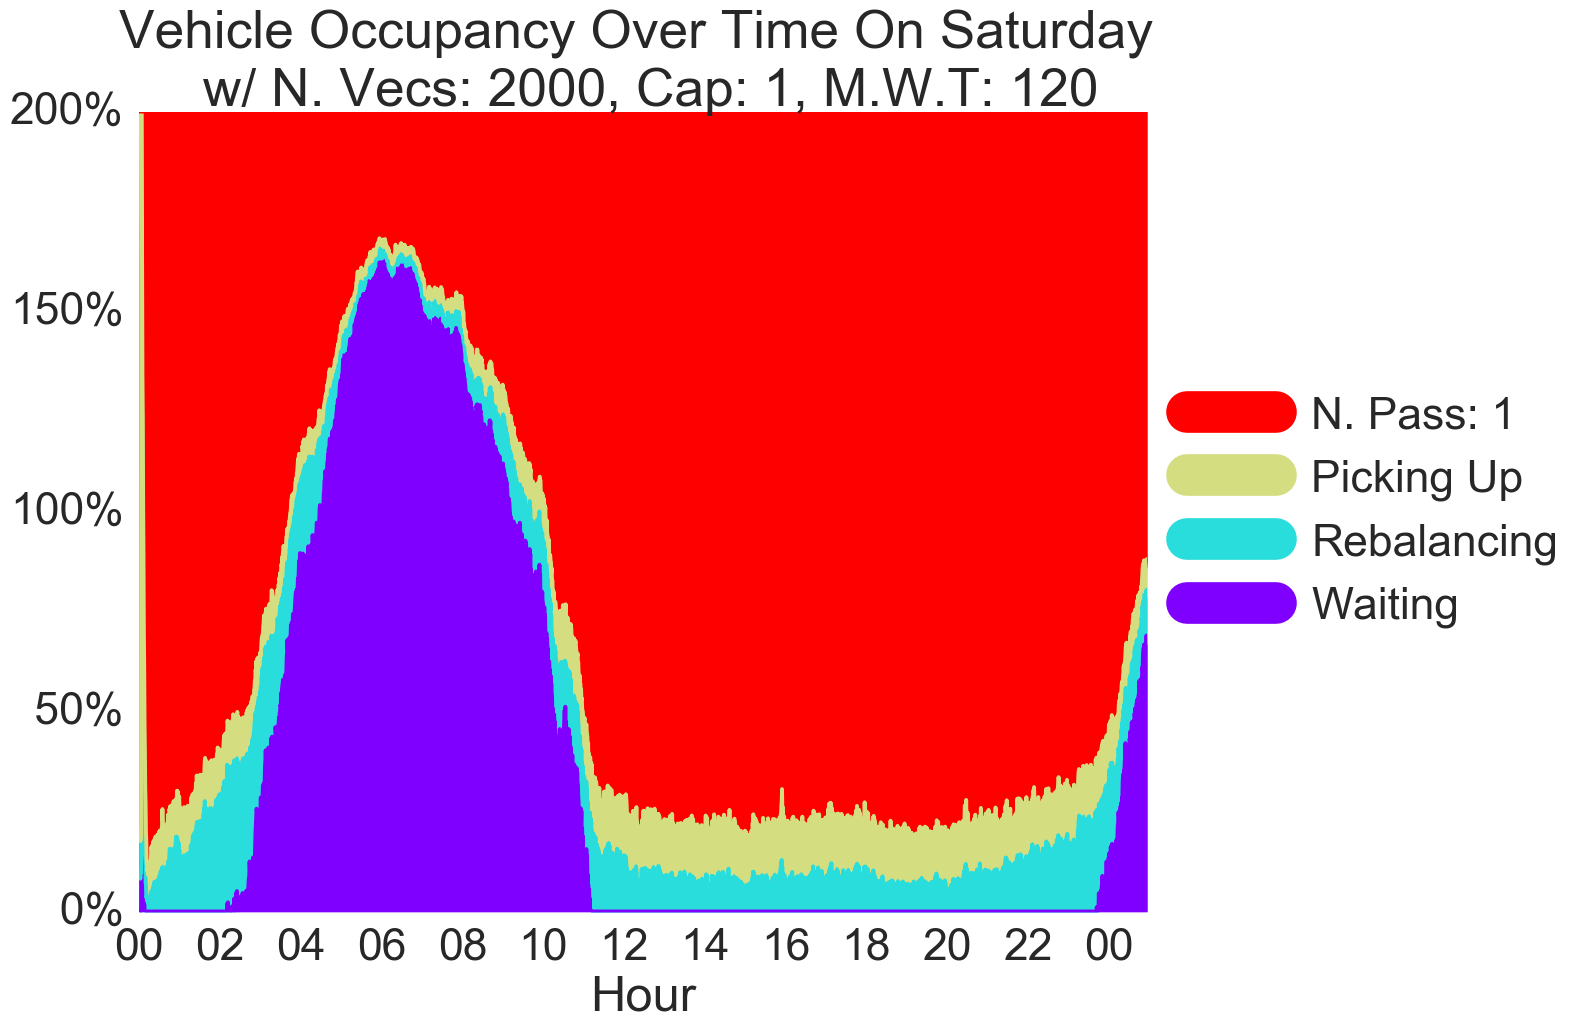 Vehicle Occupancy Over Time On Saturday
w/ N. Vecs: 2000, Cap: 1, M.W.T: 120
200%
150%
100%
50%
0%
00 02 04 06 08 10 12 14 16 18 20 22 00
Hour
N. Pass: 1
Picking Up
Rebalancing
Waiting